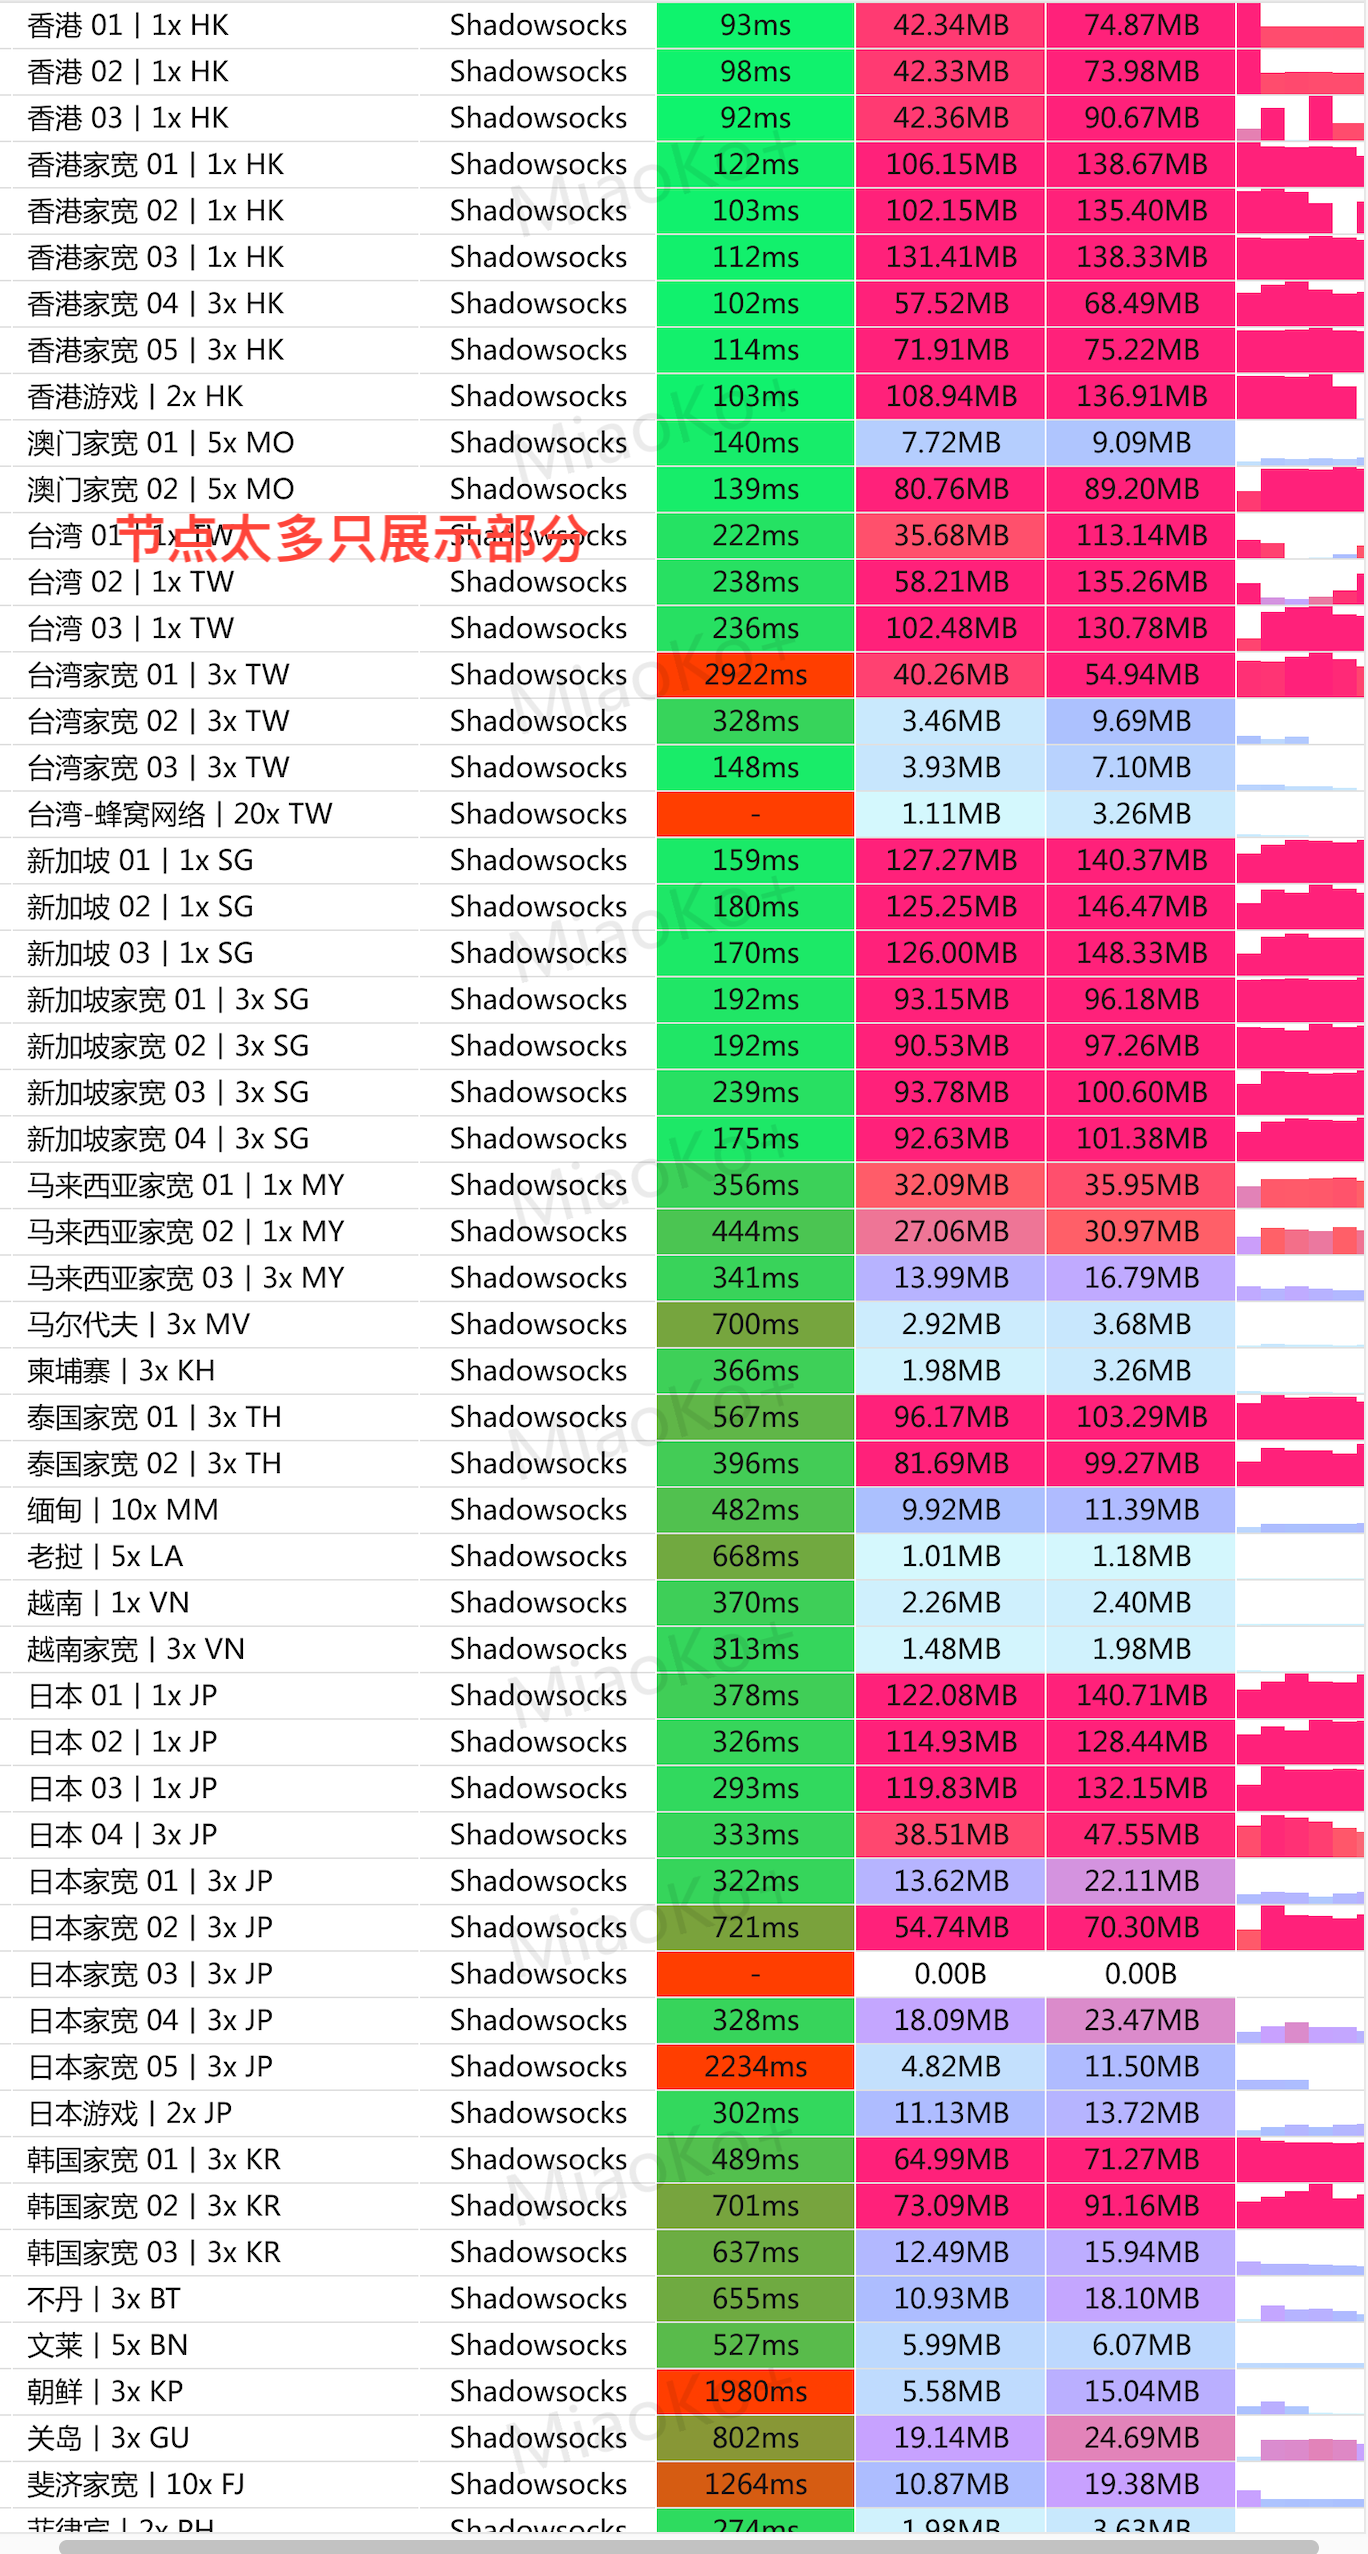 香港 01 | 1x HK Shadowsocks 93ms 42.34MB 74.87MB
香港 02 | 1x HK Shadowsocks 98ms 42.33MB 73.98MB
香港 03 | 1x HK Shadowsocks 92ms 42.36MB 90.67MB
香港家宽 01 | 1x HK Shadowsocks 122ms 106.15MB 138.67MB
香港家宽 02 | 1x HK Shadowsocks 103ms 102.15MB 135.40MB
香港家宽 03 | 1x HK Shadowsocks 112ms 131.41MB 138.33MB
香港家宽 04 | 3x HK Shadowsocks 102ms 57.52MB 68.49MB
香港家宽 05 | 3x HK Shadowsocks 114ms 71.91MB 75.22MB
香港游戏 | 2x HK Shadowsocks 103ms 108.94MB 136.91MB
澳门家宽 01 | 5x MO Shadowsocks 140ms 7.72MB 9.09MB
澳门家宽 02 | 5x MO Shadowsocks 139ms 80.76MB 89.20MB
节点太多只展示部分
台湾 01 | 1x TW Shadowsocks 222ms 35.68MB 113.14MB
台湾 02 | 1x TW Shadowsocks 238ms 58.21MB 135.26MB
台湾 03 | 1x TW Shadowsocks 236ms 102.48MB 130.78MB
台湾家宽 01 | 3x TW Shadowsocks 2922ms 40.26MB 54.94MB
台湾家宽 02 | 3x TW Shadowsocks 328ms 3.46MB 9.69MB
台湾家宽 03 | 3x TW Shadowsocks 148ms 3.93MB 7.10MB
台湾-蜂窝网络 | 20x TW Shadowsocks - 1.11MB 3.26MB
新加坡 01 | 1x SG Shadowsocks 159ms 127.27MB 140.37MB
新加坡 02 | 1x SG Shadowsocks 180ms 125.25MB 146.47MB
新加坡 03 | 1x SG Shadowsocks 170ms 126.00MB 148.33MB
新加坡家宽 01 | 3x SG Shadowsocks 192ms 93.15MB 96.18MB
新加坡家宽 02 | 3x SG Shadowsocks 192ms 90.53MB 97.26MB
新加坡家宽 03 | 3x SG Shadowsocks 239ms 93.78MB 100.60MB
新加坡家宽 04 | 3x SG Shadowsocks 175ms 92.63MB 101.38MB
马来西亚家宽 01 | 1x MY Shadowsocks 356ms 32.09MB 35.95MB
马来西亚家宽 02 | 1x MY Shadowsocks 444ms 27.06MB 30.97MB
马来西亚家宽 03 | 3x MY Shadowsocks 341ms 13.99MB 16.79MB
马尔代夫 | 3x MV Shadowsocks 700ms 2.92MB 3.68MB
柬埔寨 | 3x KH Shadowsocks 366ms 1.98MB 3.26MB
泰国家宽 01 | 3x TH Shadowsocks 567ms 96.17MB 103.29MB
泰国家宽 02 | 3x TH Shadowsocks 396ms 81.69MB 99.27MB
缅甸 | 10x MM Shadowsocks 482ms 9.92MB 11.39MB
老挝 | 5x LA Shadowsocks 668ms 1.01MB 1.18MB
越南 | 1x VN Shadowsocks 370ms 2.26MB 2.40MB
越南家宽 | 3x VN Shadowsocks 313ms 1.48MB 1.98MB
日本 01 | 1x JP Shadowsocks 378ms 122.08MB 140.71MB
日本 02 | 1x JP Shadowsocks 326ms 114.93MB 128.44MB
日本 03 | 1x JP Shadowsocks 293ms 119.83MB 132.15MB
日本 04 | 3x JP Shadowsocks 333ms 38.51MB 47.55MB
日本家宽 01 | 3x JP Shadowsocks 322ms 13.62MB 22.11MB
日本家宽 02 | 3x JP Shadowsocks 721ms 54.74MB 70.30MB
日本家宽 03 | 3x JP Shadowsocks - 0.00B 0.00B
日本家宽 04 | 3x JP Shadowsocks 328ms 18.09MB 23.47MB
日本家宽 05 | 3x JP Shadowsocks 2234ms 4.82MB 11.50MB
日本游戏 | 2x JP Shadowsocks 302ms 11.13MB 13.72MB
韩国家宽 01 | 3x KR Shadowsocks 489ms 64.99MB 71.27MB
韩国家宽 02 | 3x KR Shadowsocks 701ms 73.09MB 91.16MB
韩国家宽 03 | 3x KR Shadowsocks 637ms 12.49MB 15.94MB
不丹 | 3x BT Shadowsocks 655ms 10.93MB 18.10MB
文莱 | 5x BN Shadowsocks 527ms 5.99MB 6.07MB
朝鲜 | 3x KP Shadowsocks 1980ms 5.58MB 15.04MB
关岛 | 3x GU Shadowsocks 802ms 19.14MB 24.69MB
斐济家宽 | 10x FJ Shadowsocks 1264ms 10.87MB 19.38MB
菲律宾 | 2x PH Shadowsocks 274ms 1.98MB 3.63MB
MiaoKo+